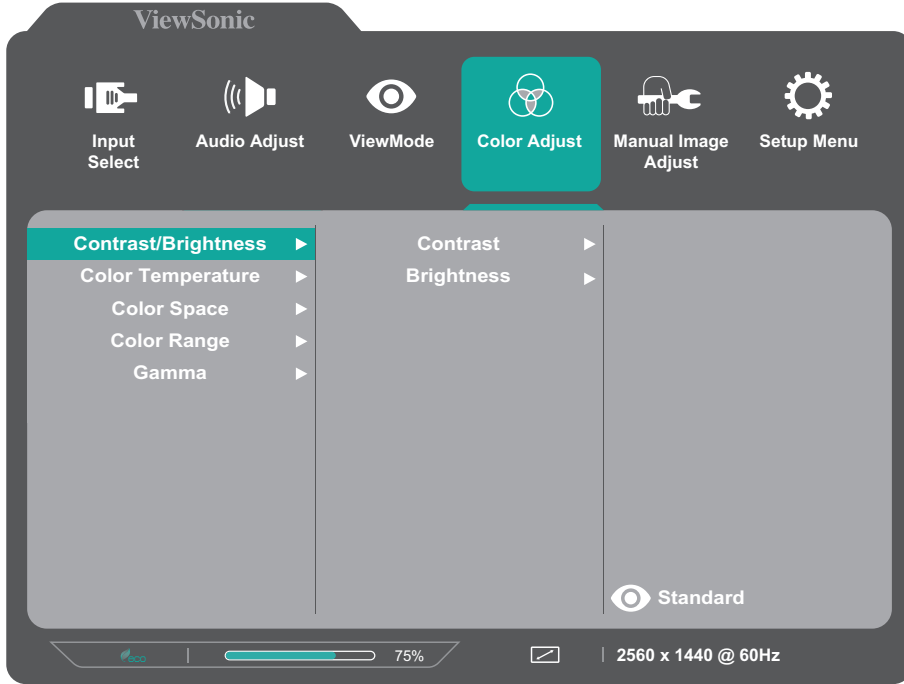 ViewSonic
Input Select
Audio Adjust
ViewMode
Color Adjust
Manual Image Adjust
Setup Menu
Contrast/Brightness
Color Temperature
Color Space
Color Range
Gamma
Contrast
Brightness
Standard
eco
75%
2560 x 1440 @ 60Hz